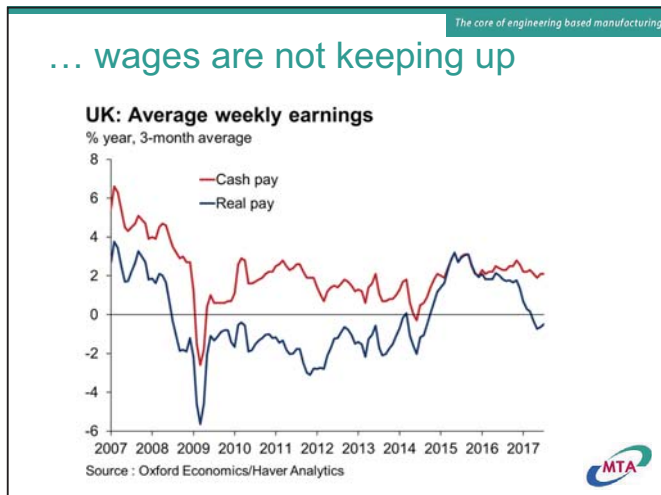 The core of engineering based manufacturing
… wages are not keeping up
UK: Average weekly earnings
% year, 3-month average
8
6
4
2
0
-2
-4
-6
Cash pay
Real pay
2007 2008 2009 2010 2011 2012 2013 2014 2015 2016 2017
Source : Oxford Economics/Haver Analytics
MTA